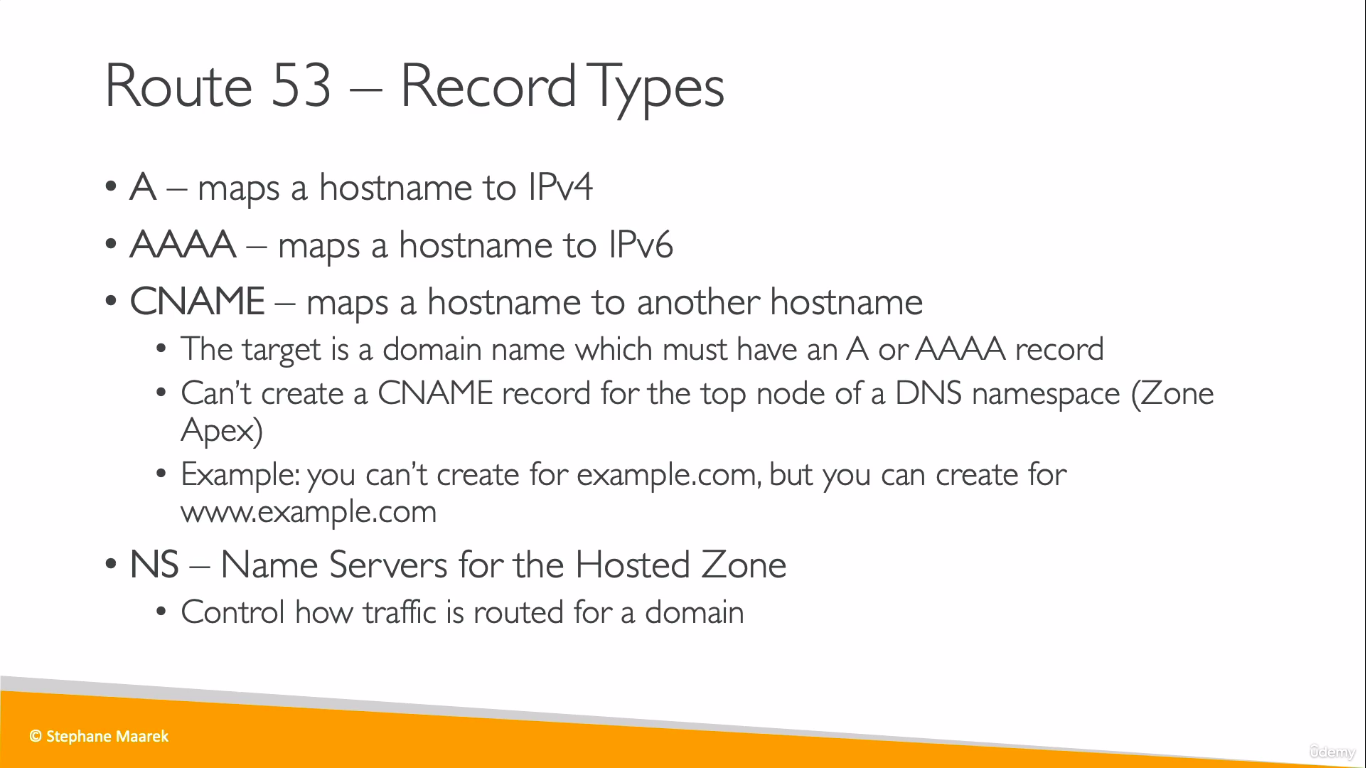 Route 53 – Record Types
• A – maps a hostname to IPv4
• AAAA – maps a hostname to IPv6
• CNAME – maps a hostname to another hostname
• The target is a domain name which must have an A or AAAA record
• Can’t create a CNAME record for the top node of a DNS namespace (Zone
Apex)
• Example: you can’t create for example.com, but you can create for
www.example.com
• NS – Name Servers for the Hosted Zone
• Control how traffic is routed for a domain
© Stephane Maarek
ûdemy